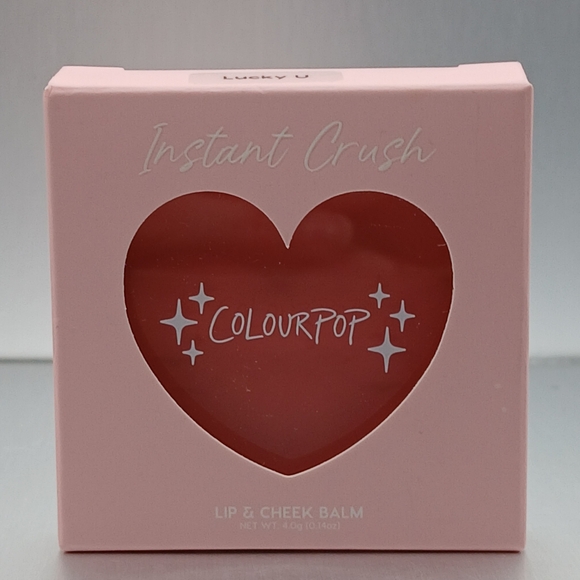 Lucky U
Instant Crush
COLOURPOP
LIP & CHEEK BALM
NET WT. 4.0g (0.14oz)